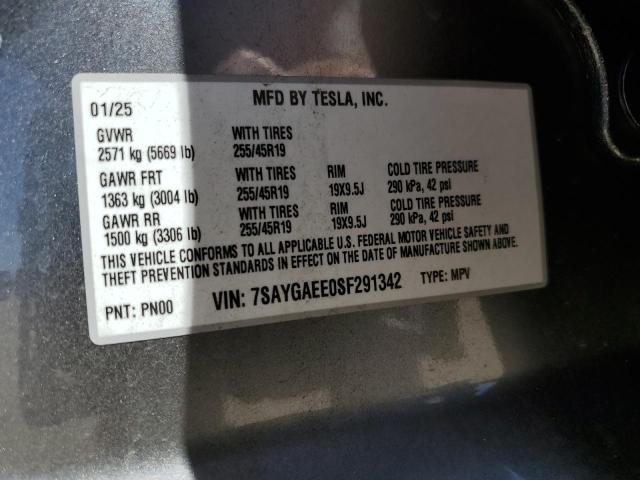 01/25 MFD BY TESLA, INC.
GVWR WITH TIRES
2571 kg (5669 lb) 255/45R19
GAWR FRT WITH TIRES RIM COLD TIRE PRESSURE
1363 kg (3004 lb) 255/45R19 19X9.5J 290 kPa, 42 psi
GAWR RR WITH TIRES RIM COLD TIRE PRESSURE
1500 kg (3306 lb) 255/45R19 19X9.5J 290 kPa, 42 psi
THIS VEHICLE CONFORMS TO ALL APPLICABLE U.S. FEDERAL MOTOR VEHICLE SAFETY AND
THEFT PREVENTION STANDARDS IN EFFECT ON THE DATE OF MANUFACTURE SHOWN ABOVE.
PNT: PN00 VIN: 7SAYGAEE0SF291342 TYPE: MPV